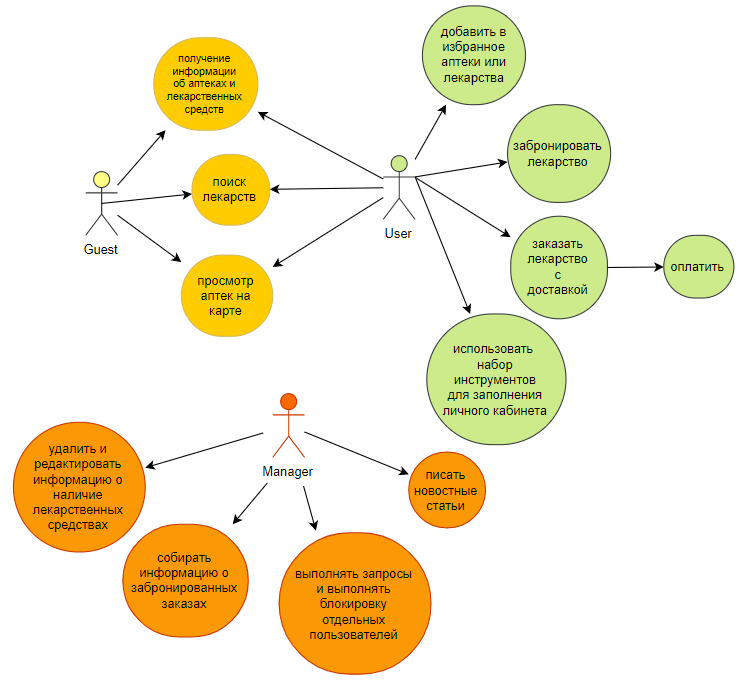 получение
информации
об аптеках и
лекарственных
средств
добавить в
избранное
аптеки или
лекарства
забронировать
лекарство
поиск
лекарств
Guest
User
заказать
лекарство
с
доставкой
оплатить
просмотр
аптек на
карте
использовать
набор
инструментов
для заполнения
личного кабинета
Manager
удалить и
редактировать
информацию о
наличие
лекарственных
средствах
писать
новостные
статьи
собирать
информацию о
забронированных
заказах
выполнять запросы
и выполнять
блокировку
отдельных
пользователей